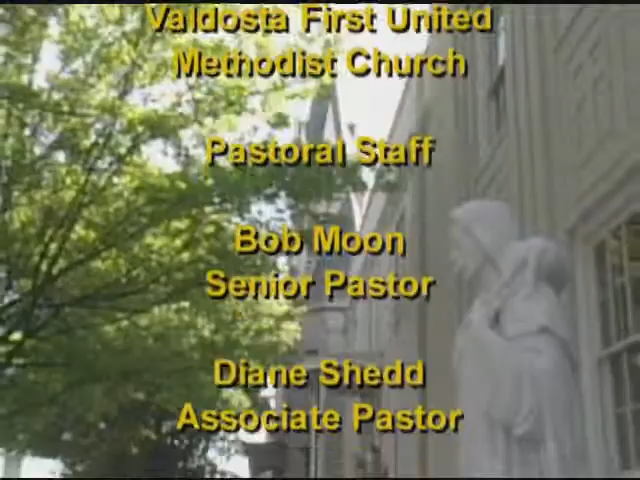 Valdosta First United
Methodist Church
Pastoral Staff
Bob Moon
Senior Pastor
Diane Shedd
Associate Pastor